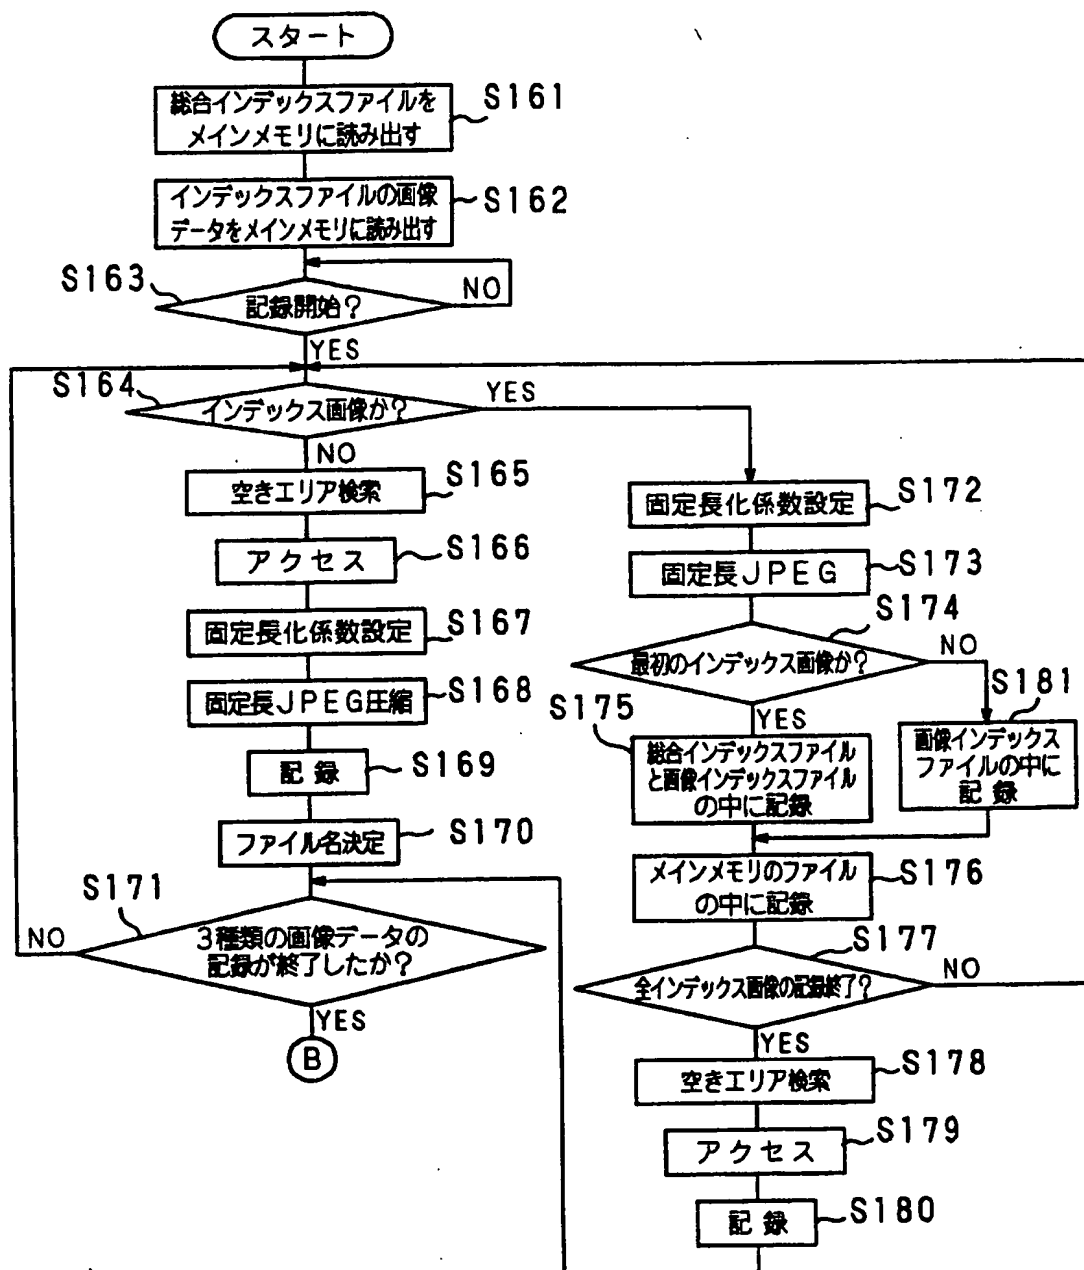 スタート
総合インデックスファイルを
メインメモリに読み出す
S161
インデックスファイルの画像
データをメインメモリに読み出す
S162
S163
記録開始?
NO
YES
S164
インデックス画像か?
YES
NO
空きエリア検索
S165
アクセス
S166
固定長化係数設定
S167
固定長JPEG圧縮
S168
記録
S169
ファイル名決定
S170
S171
3種類の画像データの
記録が終了したか?
NO
YES
B
固定長化係数設定
S172
固定長JPEG
S173
S174
最初のインデックス画像か?
NO
YES
S175
総合インデックスファイル
と画像インデックスファイル
の中に記録
S181
画像インデックス
ファイルの中に
記録
メインメモリのファイル
の中に記録
S176
S177
全インデックス画像の記録終了?
NO
YES
空きエリア検索
S178
アクセス
S179
記録
S180